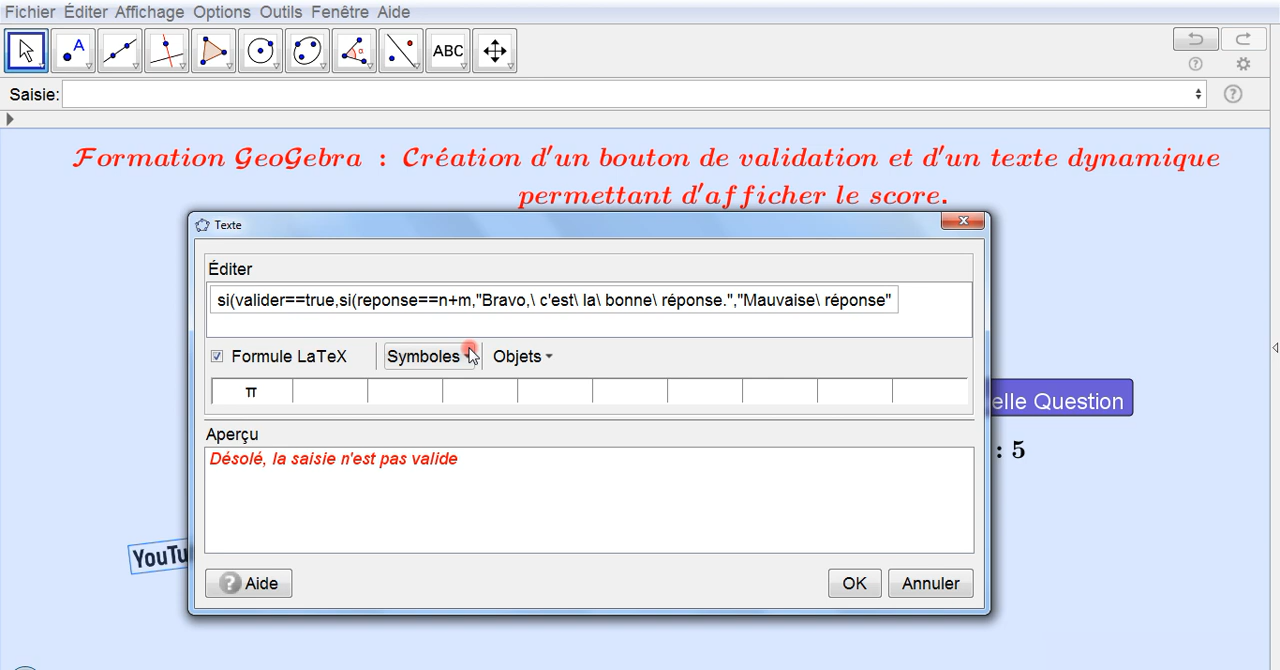 Fichier Éditer Affichage Options Outils Fenêtre Aide
A
ABC
Saisie:
Formation GeoGebra : Création d'un bouton de validation et d'un texte dynamique
permettant d'afficher le score.
Texte
Éditer
si(valider==true,si(reponse==n+m,"Bravo,\ c'est\ la\ bonne\ réponse.","Mauvaise\ réponse"
Formule LaTeX
Symboles
Objets
π
elle Question
Aperçu
: 5
Désolé, la saisie n'est pas valide
YouTu
Aide
OK
Annuler